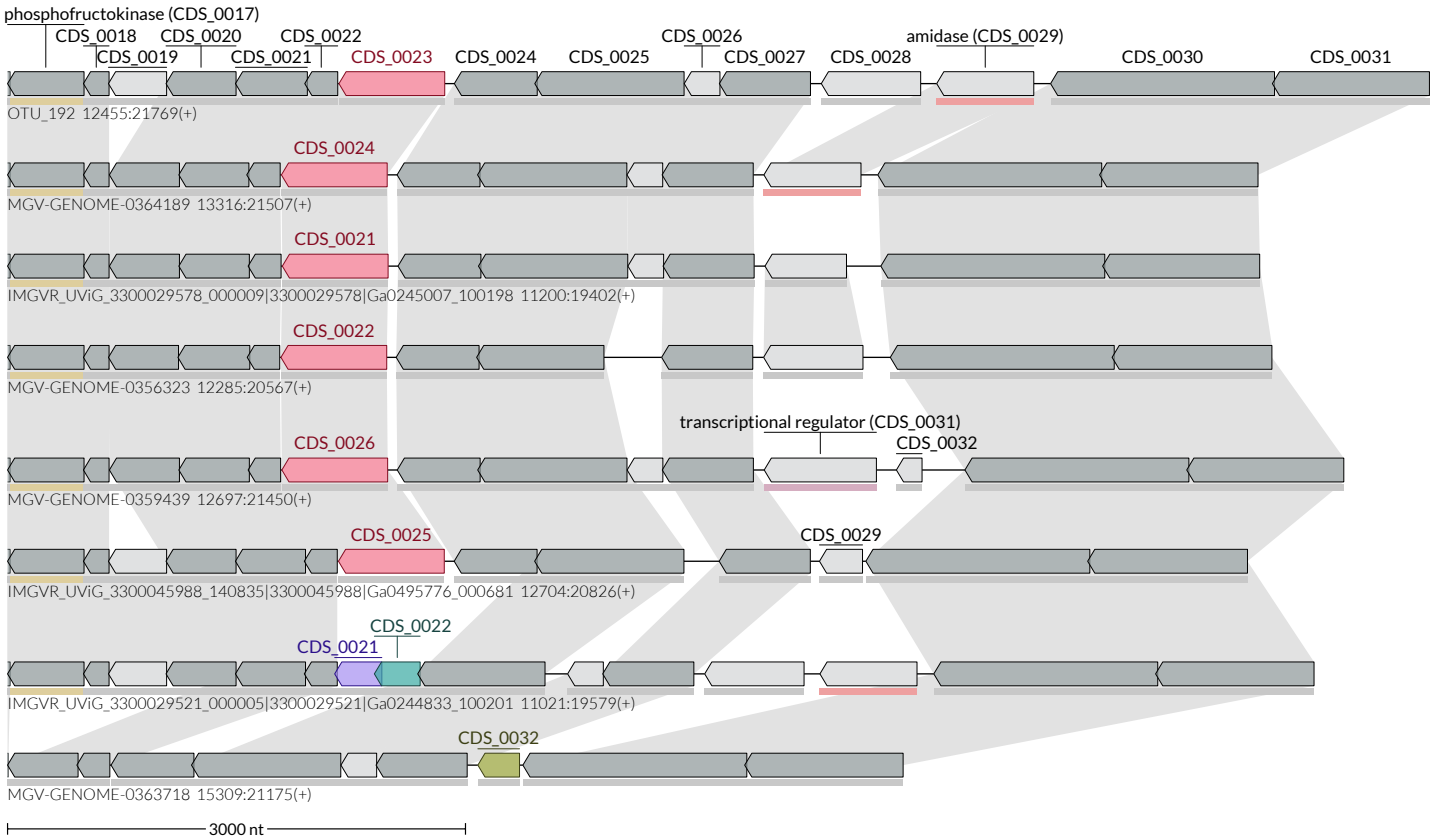 phosphofructokinase (CDS_0017)
CDS_0018 CDS_0020 CDS_0022 CDS_0026 amidase (CDS_0029)
CDS_0019 CDS_0021 CDS_0023 CDS_0024 CDS_0025 CDS_0027 CDS_0028 CDS_0030 CDS_0031
OTU_192 12455:21769(+)
CDS_0024
MGV-GENOME-0364189 13316:21507(+)
CDS_0021
IMGVR_UViG_3300029578_000009|3300029578|Ga0245007_100198 11200:19402(+)
CDS_0022
MGV-GENOME-0356323 12285:20567(+)
transcriptional regulator (CDS_0031)
CDS_0026 CDS_0032
MGV-GENOME-0359439 12697:21450(+)
CDS_0025 CDS_0029
IMGVR_UViG_3300045988_140835|3300045988|Ga0495776_000681 12704:20826(+)
CDS_0022
CDS_0021
IMGVR_UViG_3300029521_000005|3300029521|Ga0244833_100201 11021:19579(+)
CDS_0032
MGV-GENOME-0363718 15309:21175(+)
3000 nt